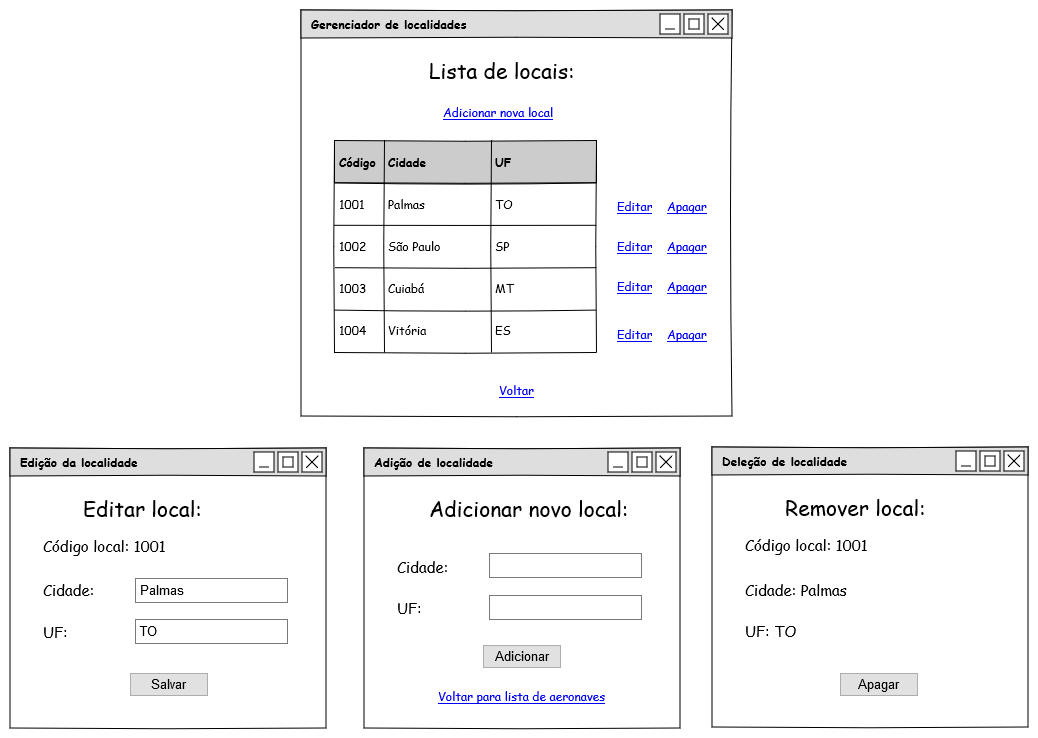 Gerenciador de localidades
Lista de locais:
Adicionar nova local
Código Cidade UF
1001 Palmas TO Editar Apagar
1002 São Paulo SP Editar Apagar
1003 Cuiabá MT Editar Apagar
1004 Vitória ES Editar Apagar
Voltar
Edição da localidade
Editar local:
Código local: 1001
Cidade: Palmas
UF: TO
Salvar
Adição de localidade
Adicionar novo local:
Cidade:
UF:
Adicionar
Voltar para lista de aeronaves
Deleção de localidade
Remover local:
Código local: 1001
Cidade: Palmas
UF: TO
Apagar